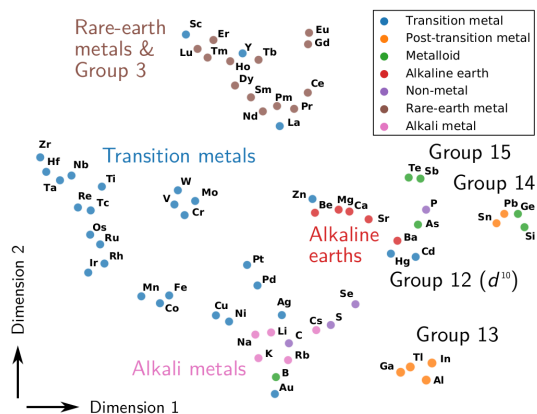 Rare-earth
metals &
Group 3
Sc
Er
Lu
Tm
Y
Ho
Tb
Eu
Gd
Dy
Sm
Nd
Pm
Ce
Pr
La
Transition metal
Post-transition metal
Metalloid
Alkaline earth
Non-metal
Rare-earth metal
Alkali metal
Zr
Hf
Nb
Ta
Ti
Re
Tc
Os
Ru
Ir
Rh
Transition metals
W
V
Mo
Cr
Group 15
Te Sb
P
As
Group 14
Pb
Ge
Sn
Si
Zn
Be
Mg
Ca
Sr
Ba
Hg
Cd
Alkaline
earths
Group 12 (d¹⁰)
Mn
Fe
Co
Pt
Pd
Cu
Ni
Ag
Na
Li
C
Cs
S
Se
K
Rb
B
Au
Alkali metals
Group 13
Ga
Tl
In
Al
Dimension 2
Dimension 1